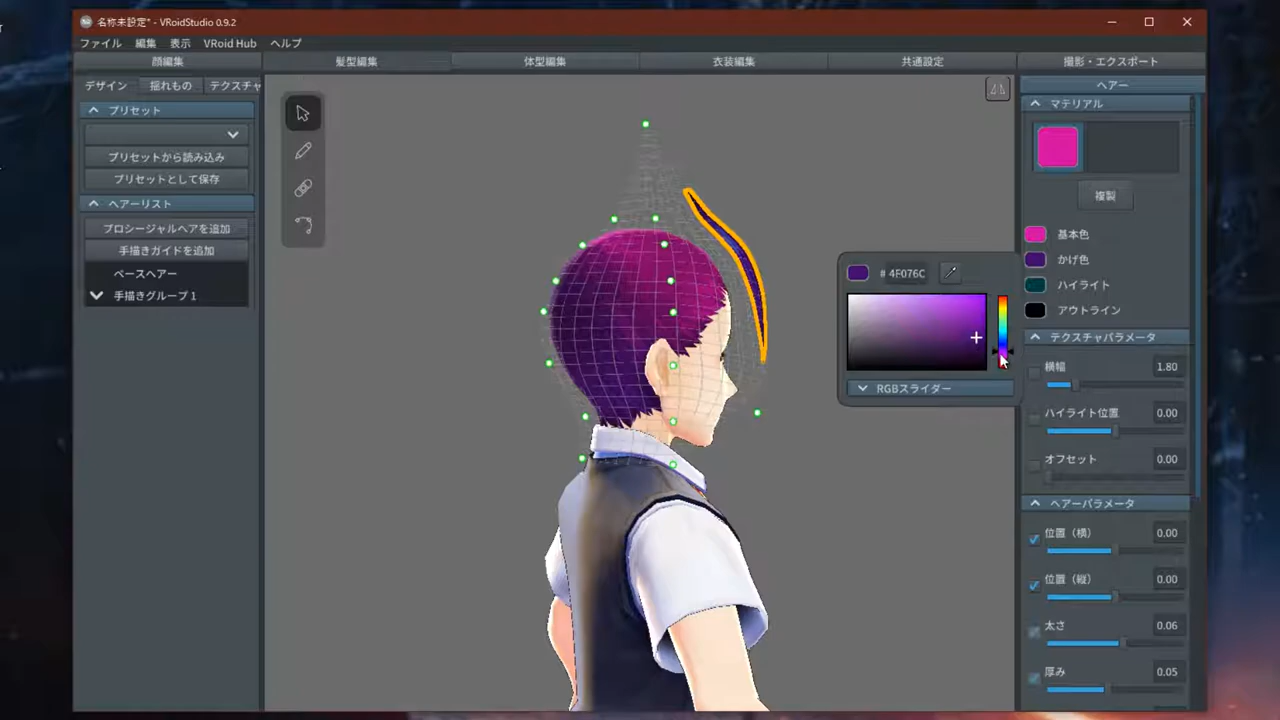 名称未設定* - VRoidStudio 0.9.2
ファイル 編集 表示 VRoid Hub ヘルプ
顔編集 髪型編集 体型編集 衣装編集 共通設定 撮影・エクスポート
デザイン 揺れもの テクスチャ
プリセット
プリセットから読み込み
プリセットとして保存
ヘアーリスト
プロシージャルヘアを追加
手描きガイドを追加
ベースヘアー
手描きグループ 1
# 4F076C
RGBスライダー
ヘアー
マテリアル
複製
基本色
かげ色
ハイライト
アウトライン
テクスチャパラメータ
横幅 1.80
ハイライト位置 0.00
オフセット 0.00
ヘアーパラメータ
位置（横） 0.00
位置（縦） 0.00
太さ 0.06
厚み 0.05